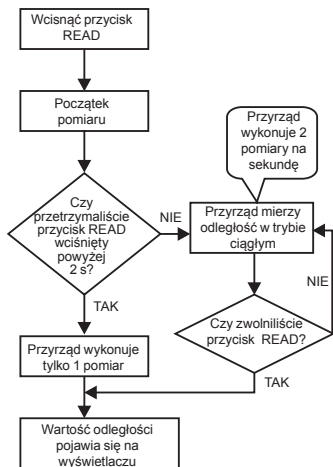 Wcisnąć przycisk
READ
Początek
pomiaru
Przyrząd
wykonuje 2
pomiary na
sekundę
Czy
przetrzymaliście
przycisk READ
wciśnięty
powyżej
2 s?
NIE
Przyrząd mierzy
odległość w trybie
ciągłym
NIE
TAK
Czy zwolniliście
przycisk READ?
Przyrząd wykonuje
tylko 1 pomiar
TAK
Wartość odległości
pojawia się na
wyświetlaczu